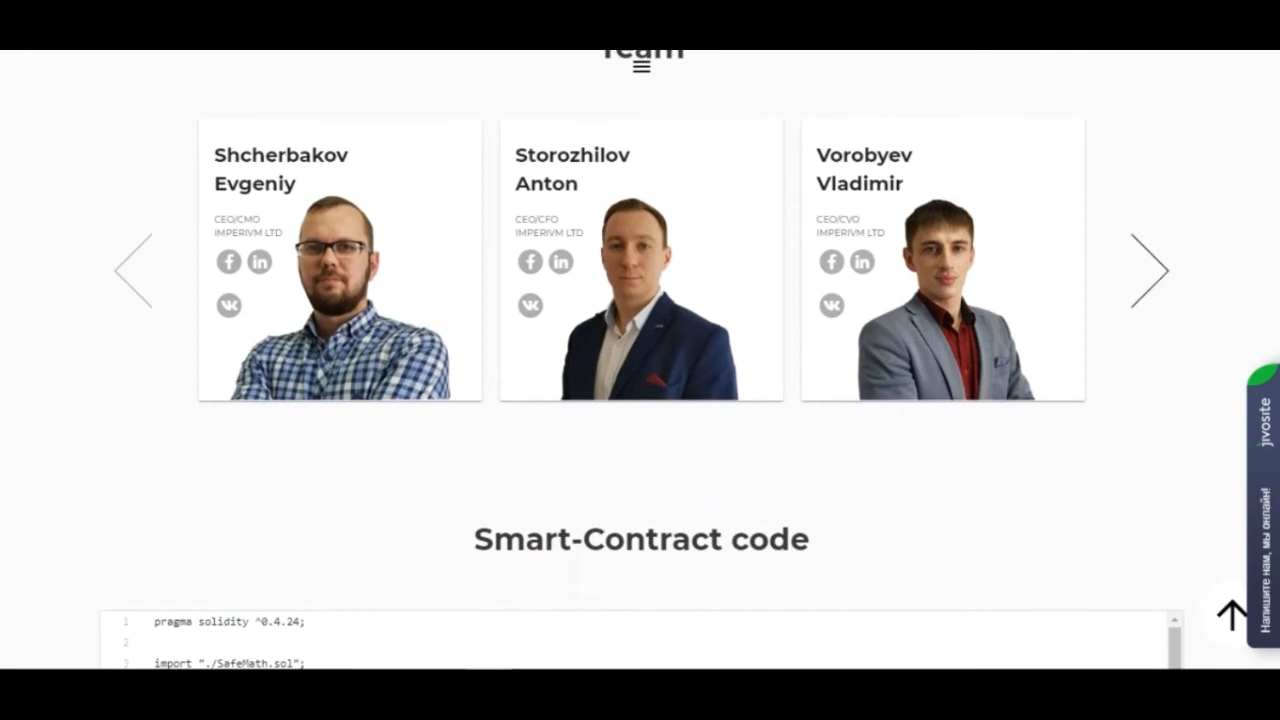 Team
Shcherbakov
Evgeniy
CEO/CMO
IMPERIVM LTD
Storozhilov
Anton
CEO/CFO
IMPERIVM LTD
Vorobyev
Vladimir
CEO/CVO
IMPERIVM LTD
jivosite
Напишите нам, мы онлайн!
Smart-Contract code
1 pragma solidity ^0.4.24;
2
3 import "./SafeMath.sol";